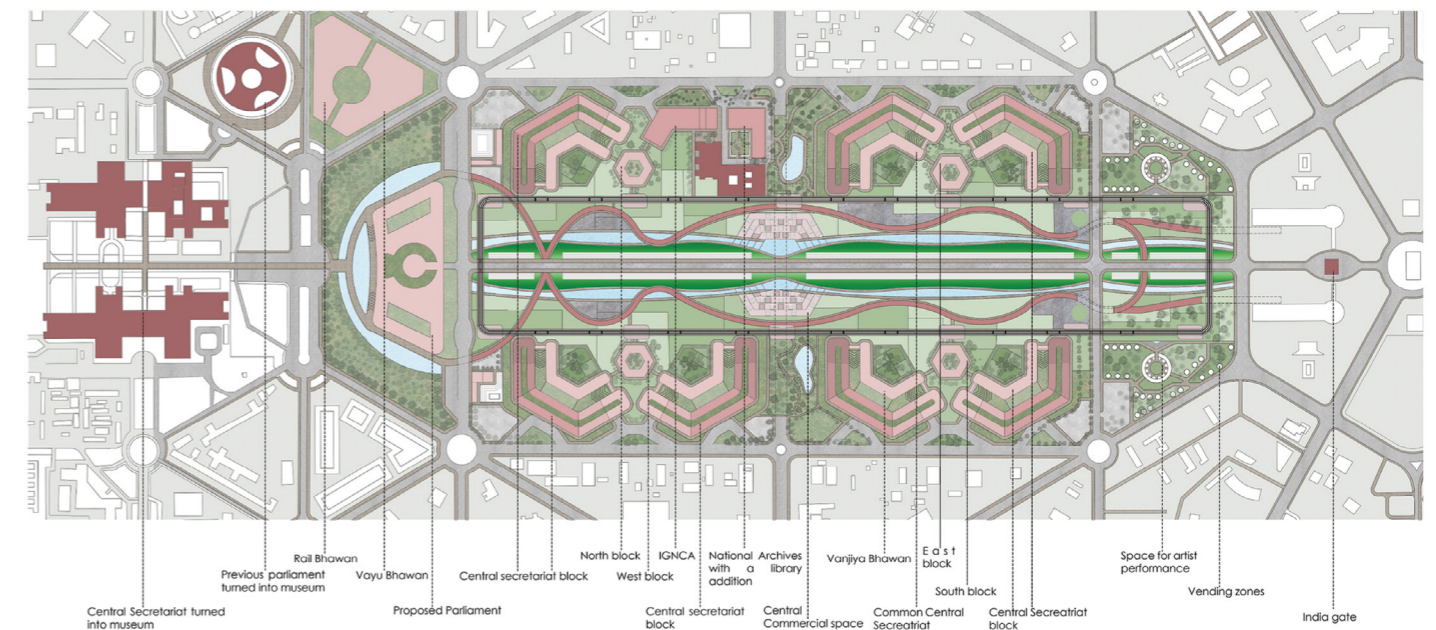 Rail Bhawan
Previous parliament
turned into museum
Vayu Bhawan
Central Secretariat turned
into museum
Proposed Parliament
Central secretariat block
North block
West block
IGNCA
Central secretariat
block
National Archives
with a library
addition
Central
Commercial space
Vanjiya Bhawan
East
block
Common Central
Secreatriat
South block
Central Secreatriat
block
Space for artist
performance
Vending zones
India gate